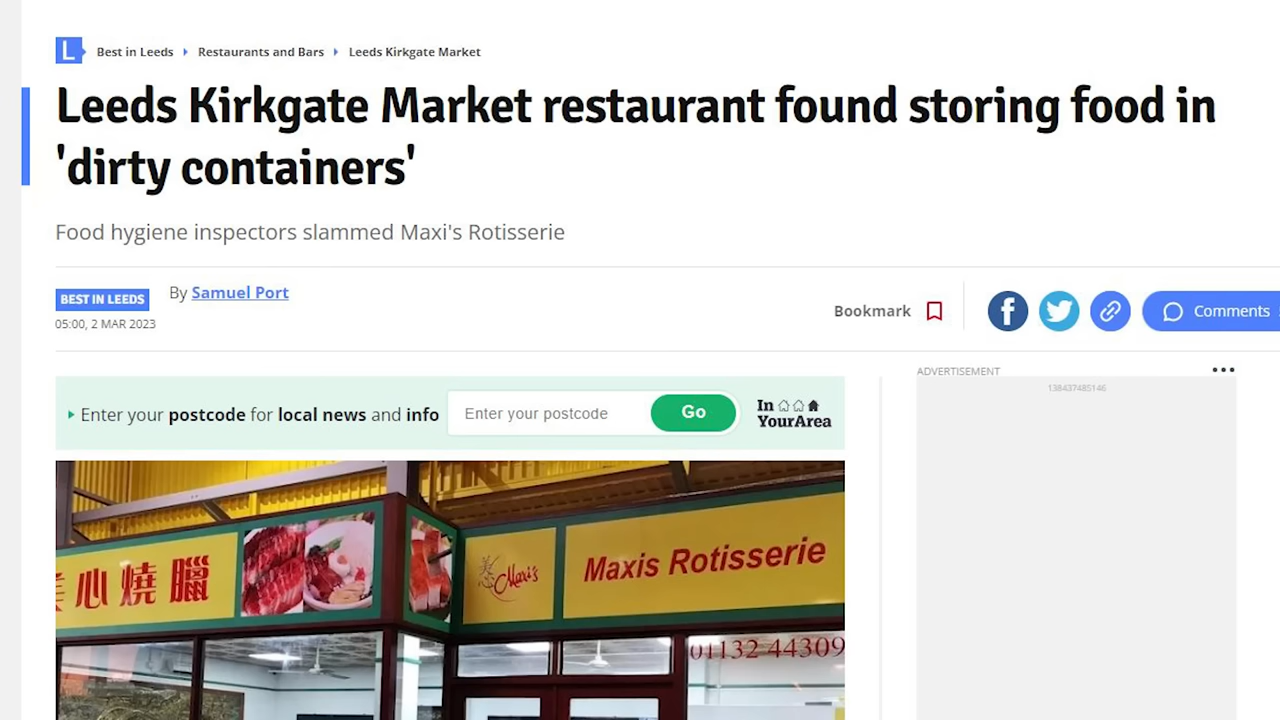 L
Best in Leeds
Restaurants and Bars
Leeds Kirkgate Market
Leeds Kirkgate Market restaurant found storing food in
'dirty containers'
Food hygiene inspectors slammed Maxi's Rotisserie
BEST IN LEEDS
By Samuel Port
05:00, 2 MAR 2023
Bookmark
Comments
ADVERTISEMENT
138437485146
Enter your postcode for local news and info
Enter your postcode
Go
In
YourArea
心燒臘
Maxi's
Maxis Rotisserie
01132 44309